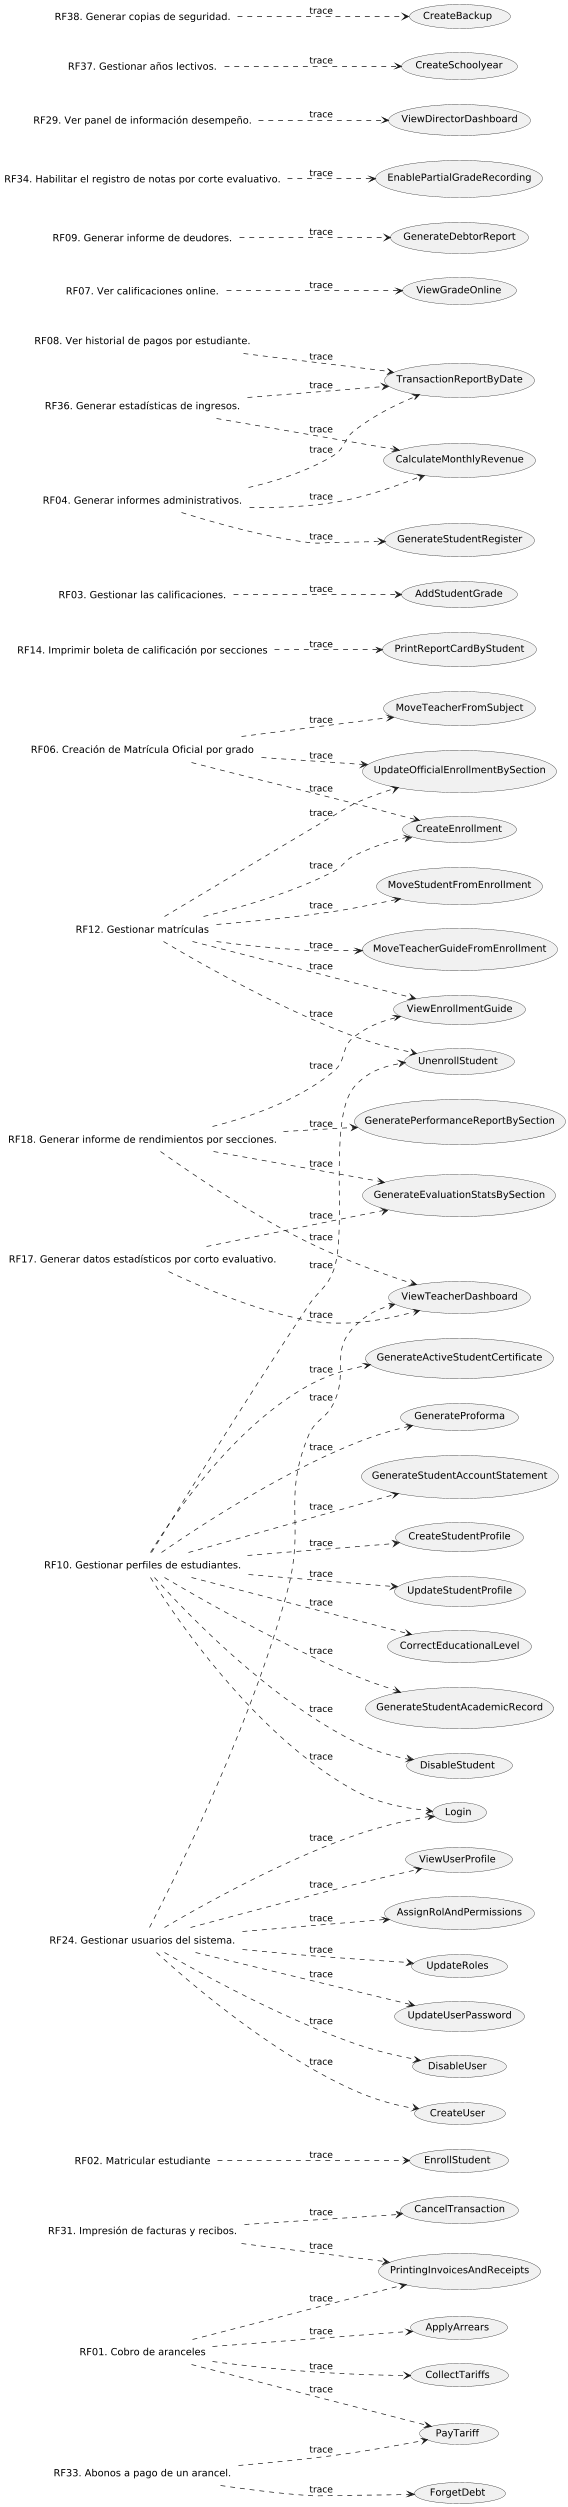 RF38. Generar copias de seguridad.
trace
CreateBackup
RF37. Gestionar años lectivos.
trace
CreateSchoolyear
RF29. Ver panel de información desempeño.
trace
ViewDirectorDashboard
RF34. Habilitar el registro de notas por corte evaluativo.
trace
EnablePartialGradeRecording
RF09. Generar informe de deudores.
trace
GenerateDebtorReport
RF07. Ver calificaciones online.
trace
ViewGradeOnline
RF08. Ver historial de pagos por estudiante.
trace
TransactionReportByDate
trace
RF36. Generar estadísticas de ingresos.
trace
CalculateMonthlyRevenue
trace
RF04. Generar informes administrativos.
trace
GenerateStudentRegister
RF03. Gestionar las calificaciones.
trace
AddStudentGrade
RF14. Imprimir boleta de calificación por secciones
trace
PrintReportCardByStudent
MoveTeacherFromSubject
trace
RF06. Creación de Matrícula Oficial por grado
trace
UpdateOfficialEnrollmentBySection
trace
CreateEnrollment
trace
MoveStudentFromEnrollment
trace
RF12. Gestionar matrículas
trace
MoveTeacherGuideFromEnrollment
trace
ViewEnrollmentGuide
trace
UnenrollStudent
trace
GeneratePerformanceReportBySection
trace
RF18. Generar informe de rendimientos por secciones.
trace
GenerateEvaluationStatsBySection
trace
trace
RF17. Generar datos estadísticos por corto evaluativo.
trace
ViewTeacherDashboard
trace
GenerateActiveStudentCertificate
trace
trace
GenerateProforma
trace
GenerateStudentAccountStatement
trace
CreateStudentProfile
trace
RF10. Gestionar perfiles de estudiantes.
trace
UpdateStudentProfile
trace
CorrectEducationalLevel
trace
GenerateStudentAcademicRecord
trace
DisableStudent
trace
Login
trace
ViewUserProfile
trace
AssignRolAndPermissions
trace
RF24. Gestionar usuarios del sistema.
trace
UpdateRoles
trace
UpdateUserPassword
trace
DisableUser
trace
CreateUser
RF02. Matricular estudiante
trace
EnrollStudent
CancelTransaction
trace
RF31. Impresión de facturas y recibos.
trace
PrintingInvoicesAndReceipts
trace
ApplyArrears
trace
RF01. Cobro de aranceles
trace
CollectTariffs
trace
PayTariff
trace
RF33. Abonos a pago de un arancel.
trace
ForgetDebt